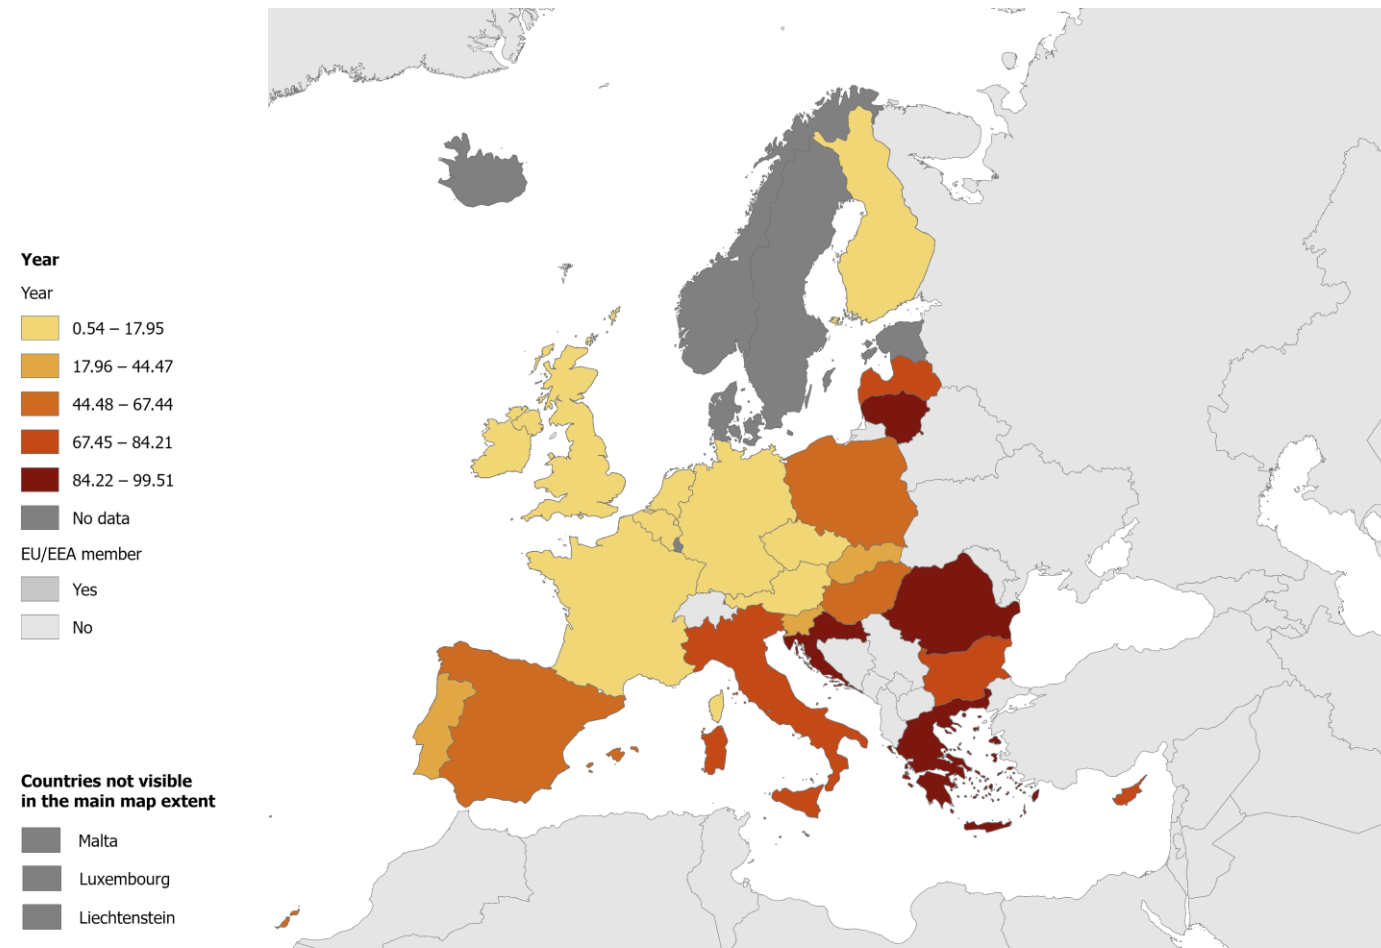 Year
Year
0.54 – 17.95
17.96 – 44.47
44.48 – 67.44
67.45 – 84.21
84.22 – 99.51
No data
EU/EEA member
Yes
No
Countries not visible
in the main map extent
Malta
Luxembourg
Liechtenstein